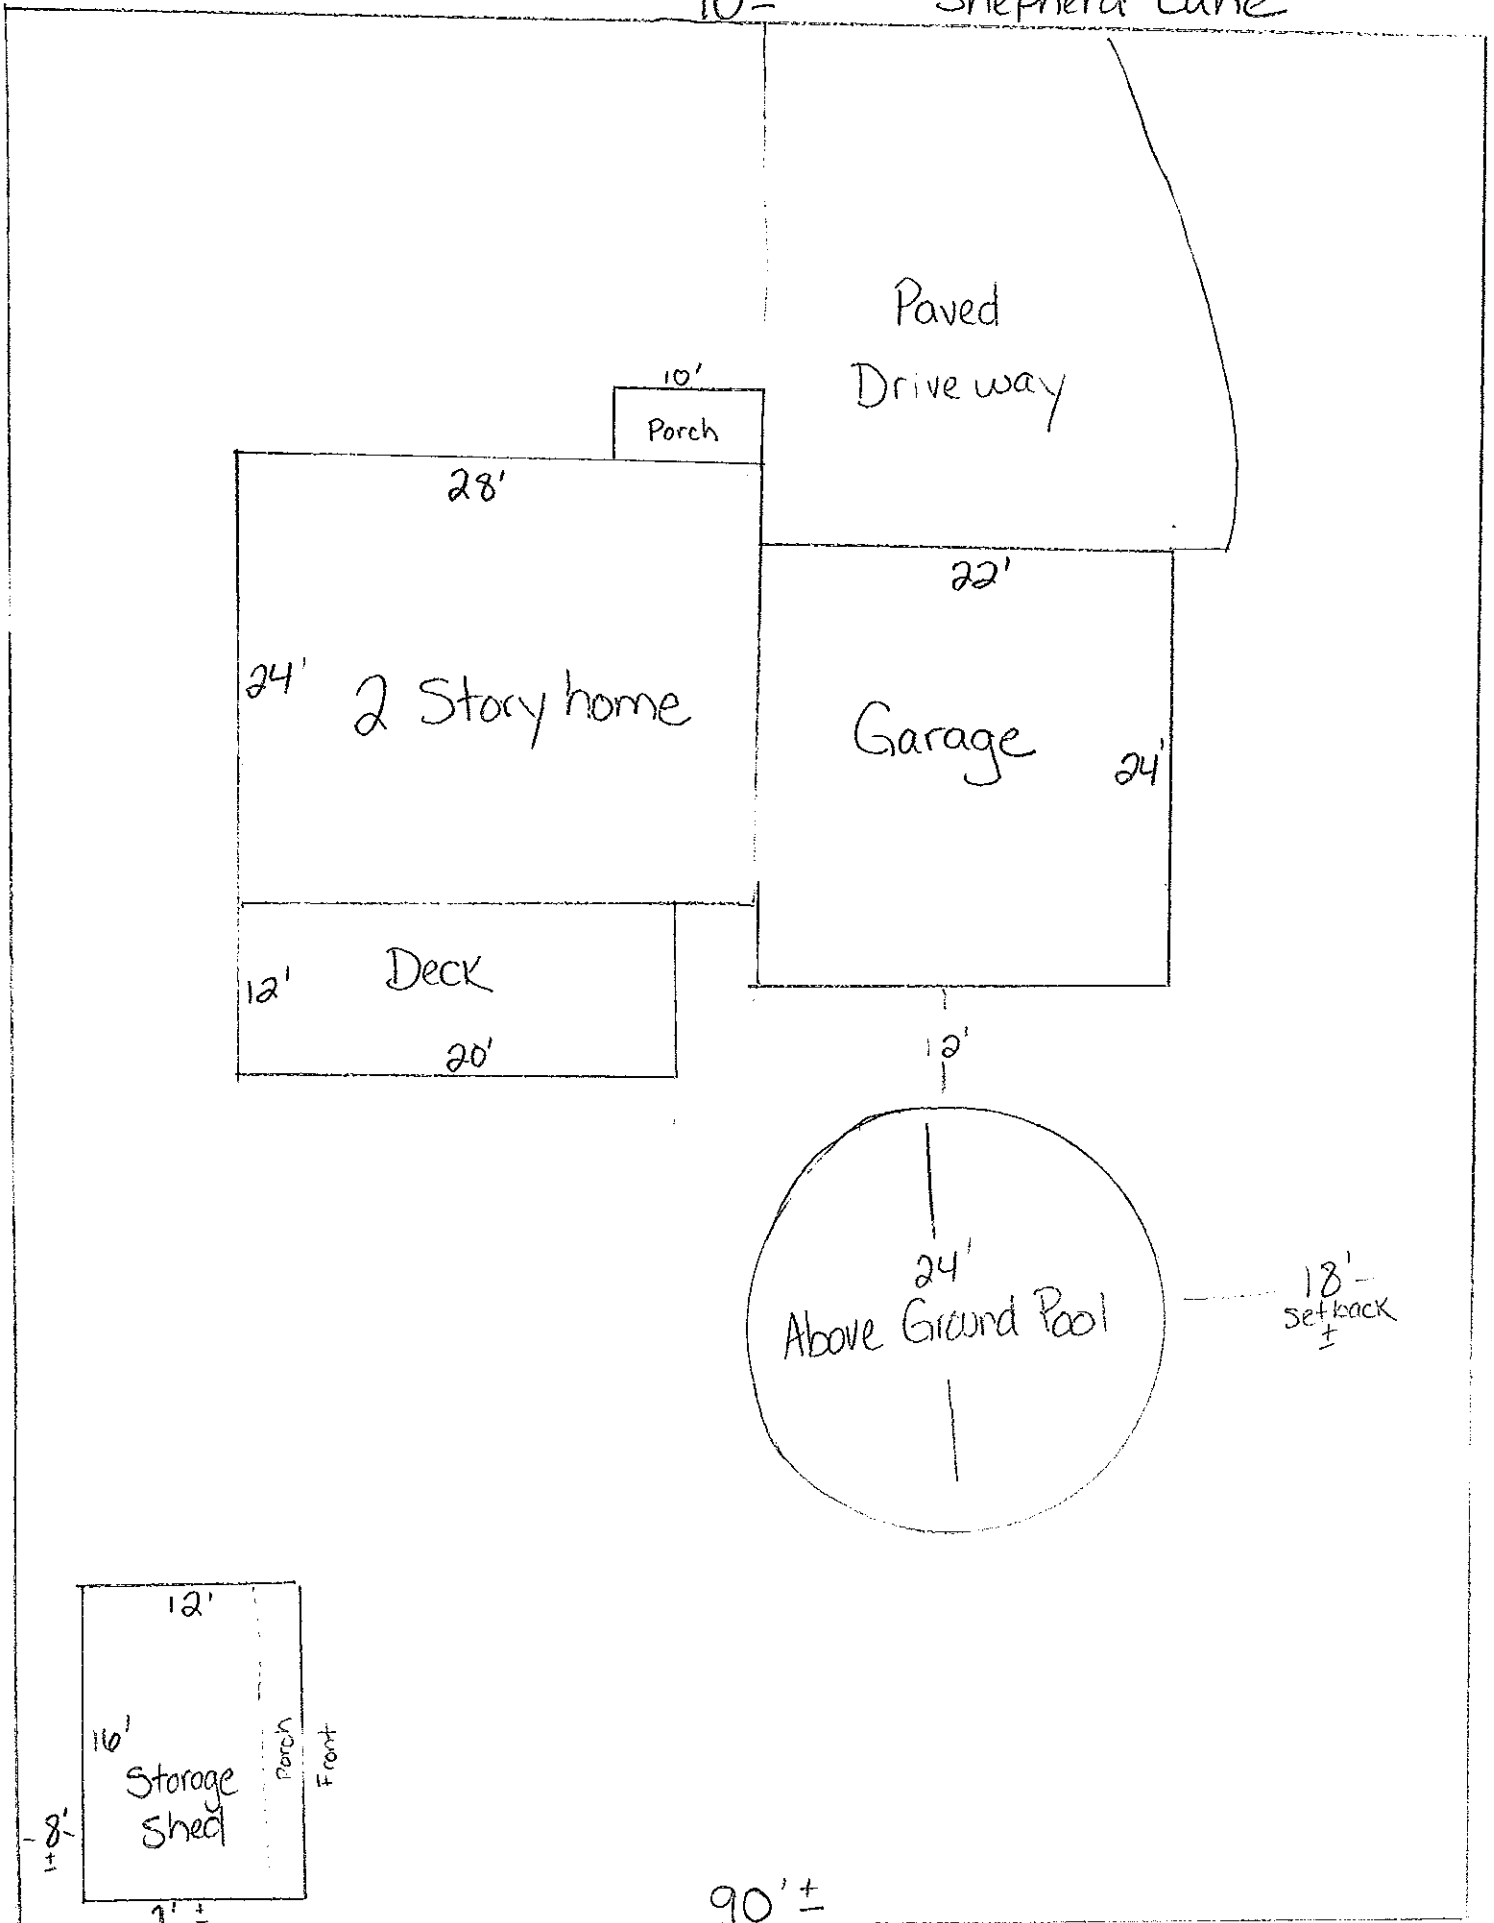 Shepherd Lane
Paved
Driveway
10'
Porch
28'
22'
24'
2 Story home
Garage
24'
Deck
12'
20'
12'
24'
Above Ground Pool
18'
setback
±
12'
16'
Storage
Shed
Porch
Front
8'
±
90' ±